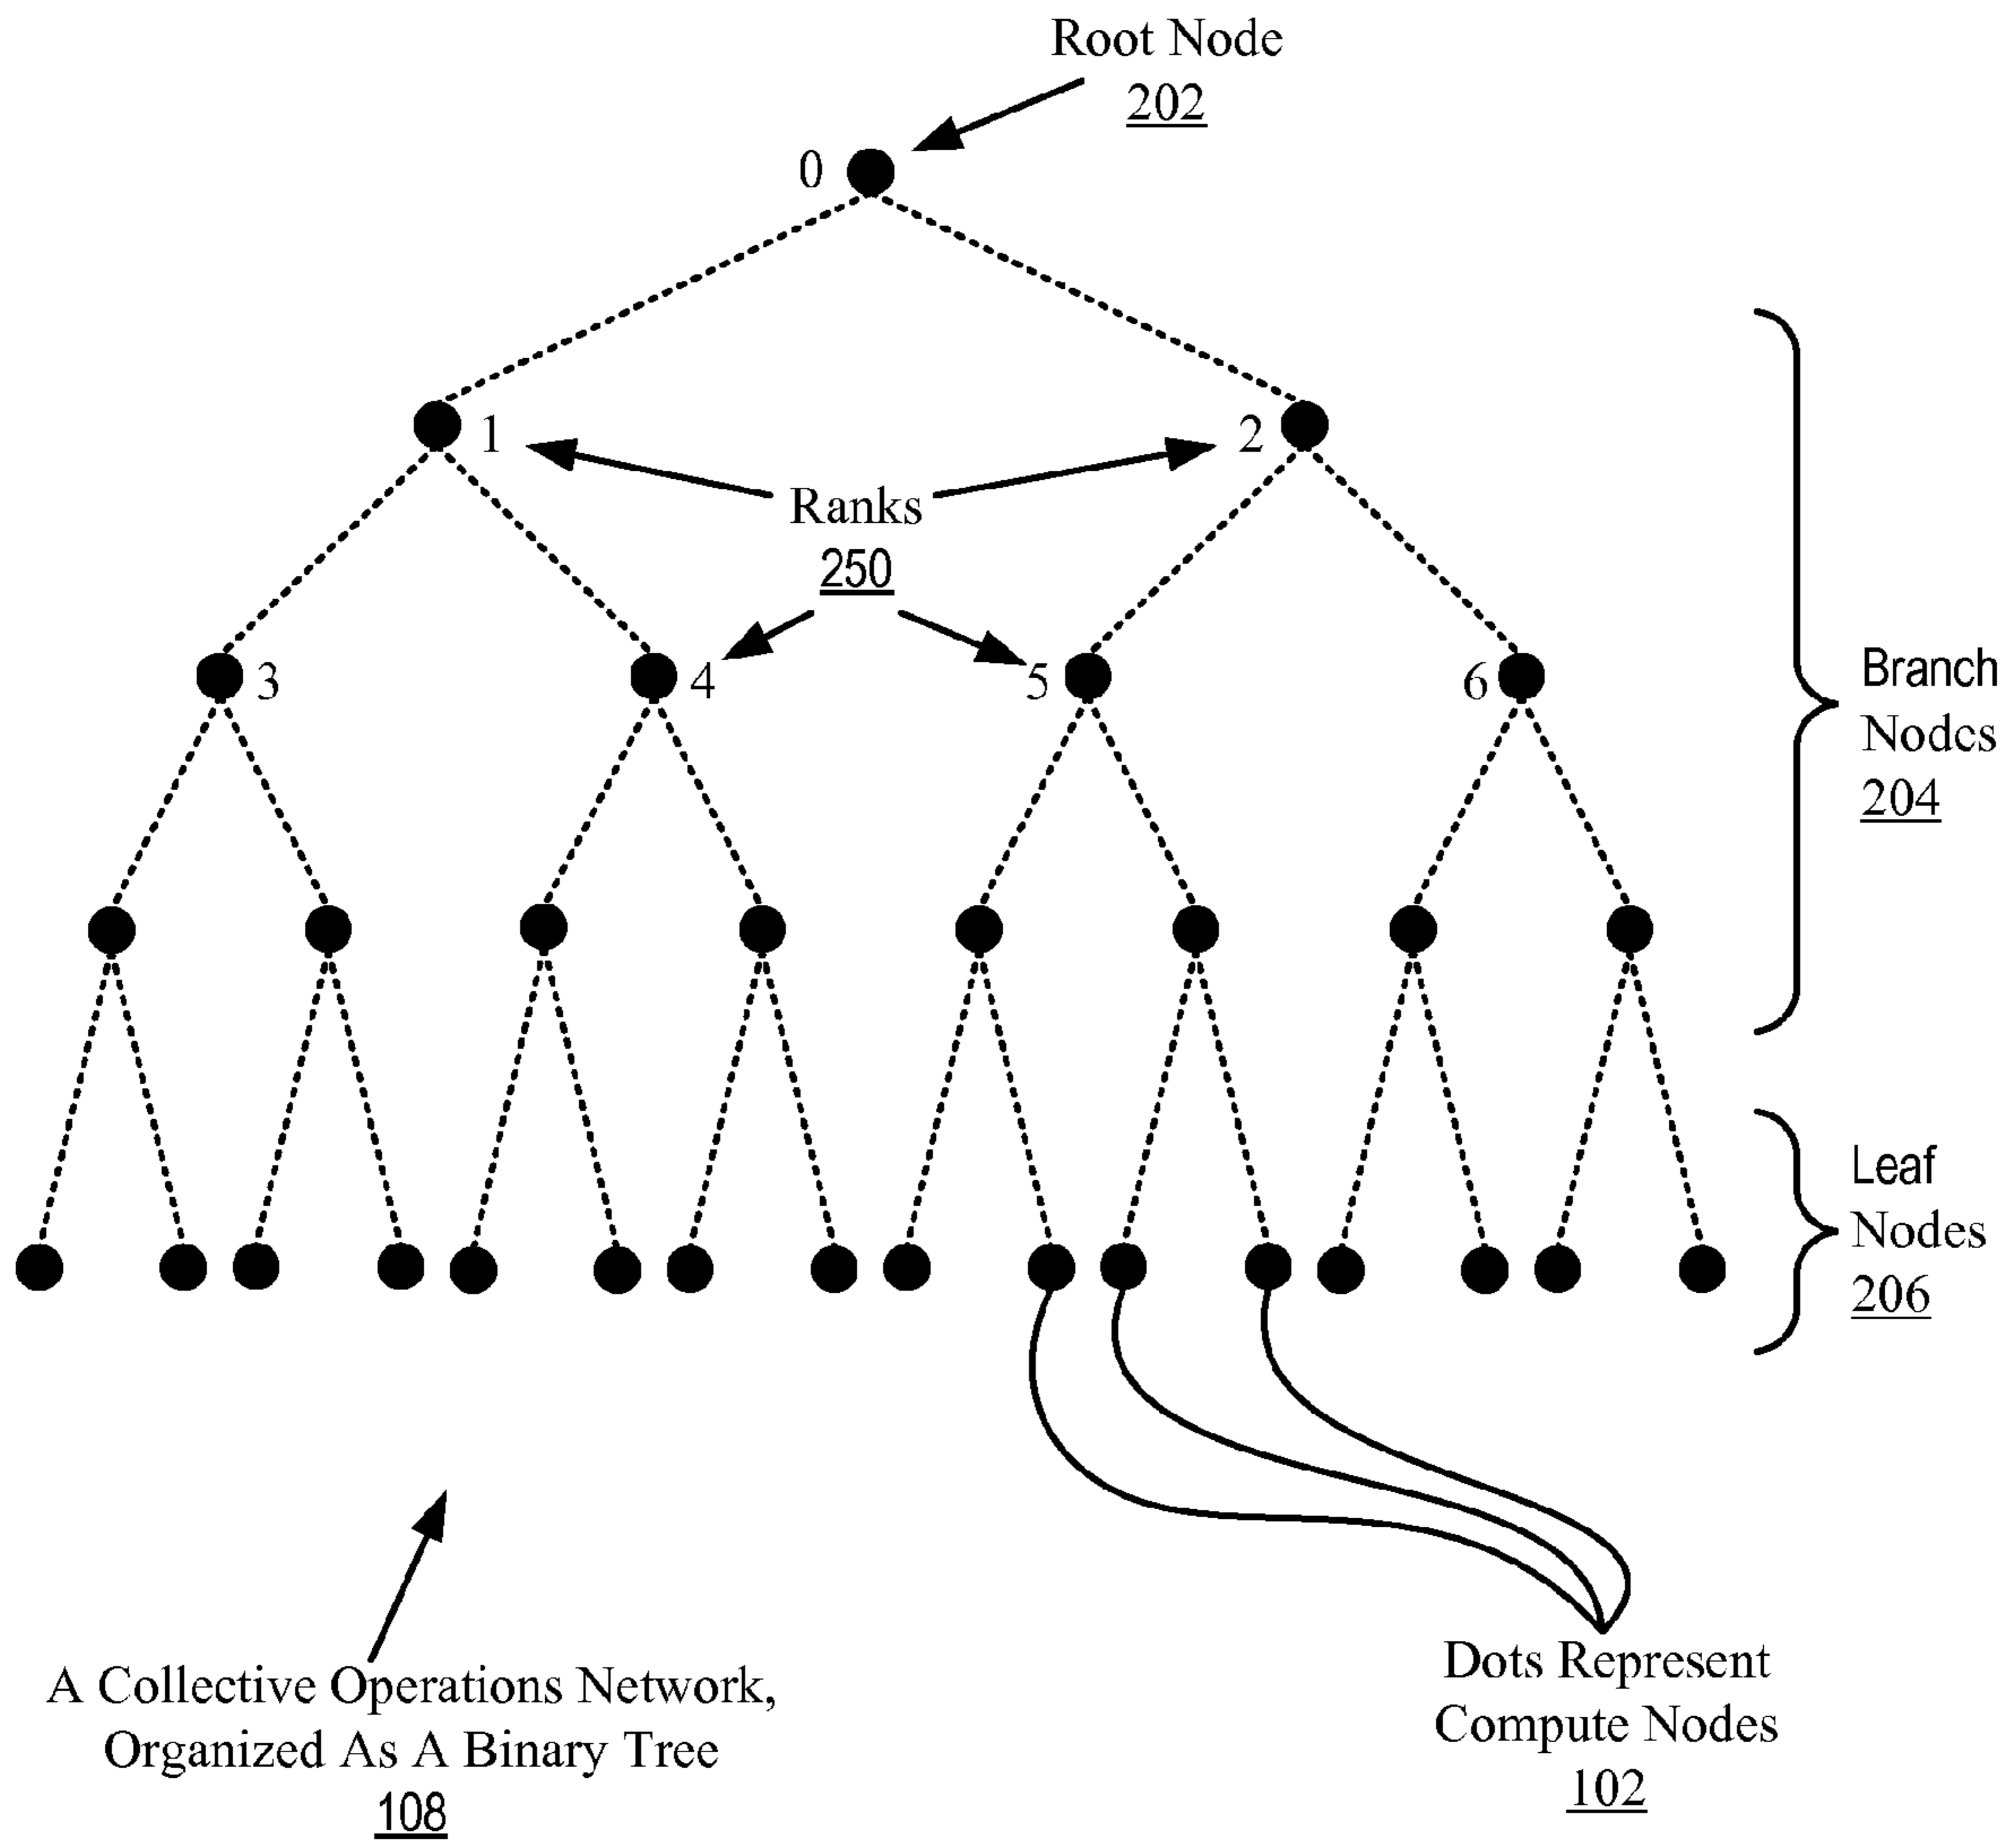 Root Node
202
0
1
2
Ranks
250
3
4
5
6
Branch
Nodes
204
Leaf
Nodes
206
A Collective Operations Network,
Organized As A Binary Tree
108
Dots Represent
Compute Nodes
102